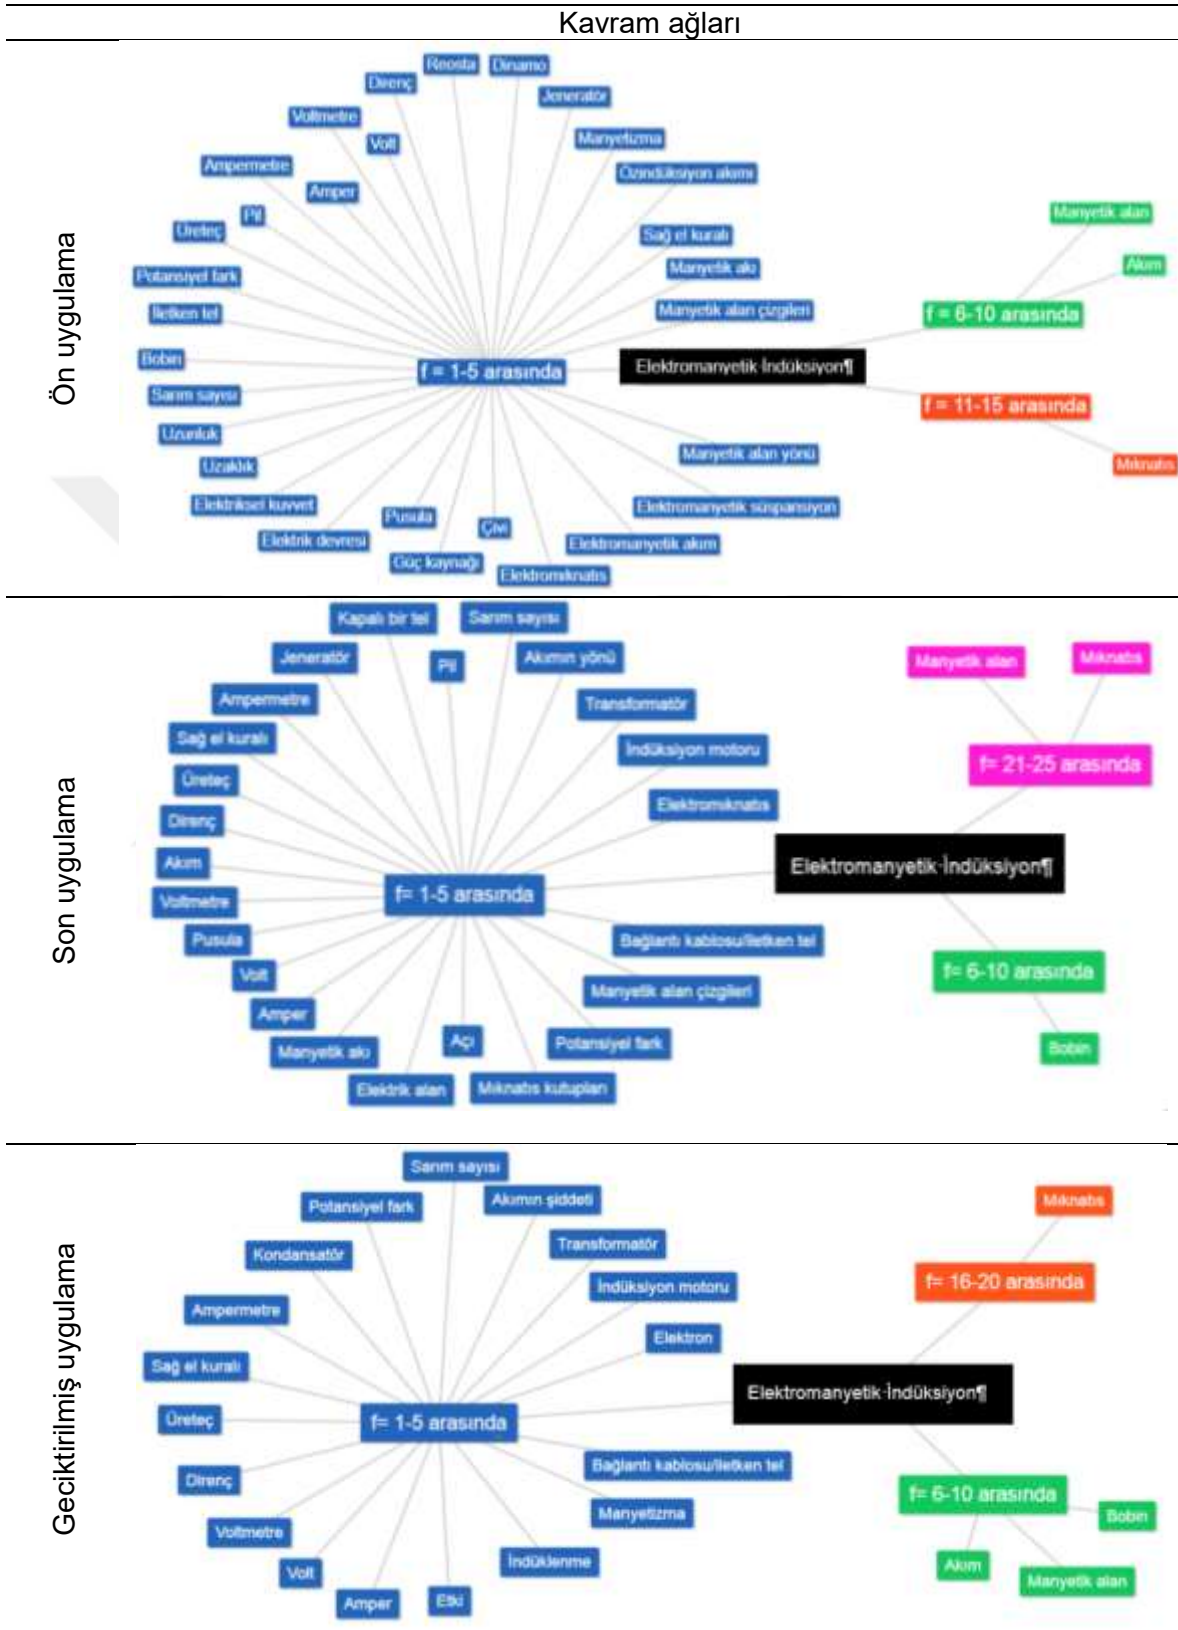 Kavram ağları
Ön uygulama
Reosta
Dinamo
Direnç
Jeneratör
Voltmetre
Volt
Manyetizma
Ampermetre
Amper
Özindüksiyon akımı
Pil
Üreteç
Sağ el kuralı
Potansiyel fark
Manyetik akı
İletken tel
Manyetik alan çizgileri
Bobin
f = 1-5 arasında
Elektromanyetik·İndüksiyon¶
Sarım sayısı
Uzunluk
Uzaklık
Manyetik alan yönü
Elektriksel kuvvet
Elektromanyetik süspansiyon
Pusula
Çivi
Elektrik devresi
Elektromanyetik akım
Güç kaynağı
Elektromıknatıs
Manyetik alan
Akım
f = 6-10 arasında
f = 11-15 arasında
Mıknatıs
Son uygulama
Kapalı bir tel
Sarım sayısı
Jeneratör
Pil
Akımın yönü
Ampermetre
Transformatör
Sağ el kuralı
İndüksiyon motoru
Üreteç
Elektromıknatıs
Direnç
Akım
f= 1-5 arasında
Voltmetre
Pusula
Bağlantı kablosu/iletken tel
Volt
Manyetik alan çizgileri
Amper
Manyetik akı
Açı
Potansiyel fark
Elektrik alan
Mıknatıs kutupları
Manyetik alan
Mıknatıs
f= 21-25 arasında
Elektromanyetik·İndüksiyon¶
f= 6-10 arasında
Bobin
Geciktirilmiş uygulama
Sarım sayısı
Potansiyel fark
Akımın şiddeti
Kondansatör
Transformatör
Ampermetre
İndüksiyon motoru
Sağ el kuralı
Elektron
Üreteç
f= 1-5 arasında
Direnç
Bağlantı kablosu/iletken tel
Voltmetre
Manyetizma
Volt
İndüklenme
Amper
Etki
Mıknatıs
f= 16-20 arasında
Elektromanyetik·İndüksiyon¶
f= 6-10 arasında
Bobin
Akım
Manyetik alan